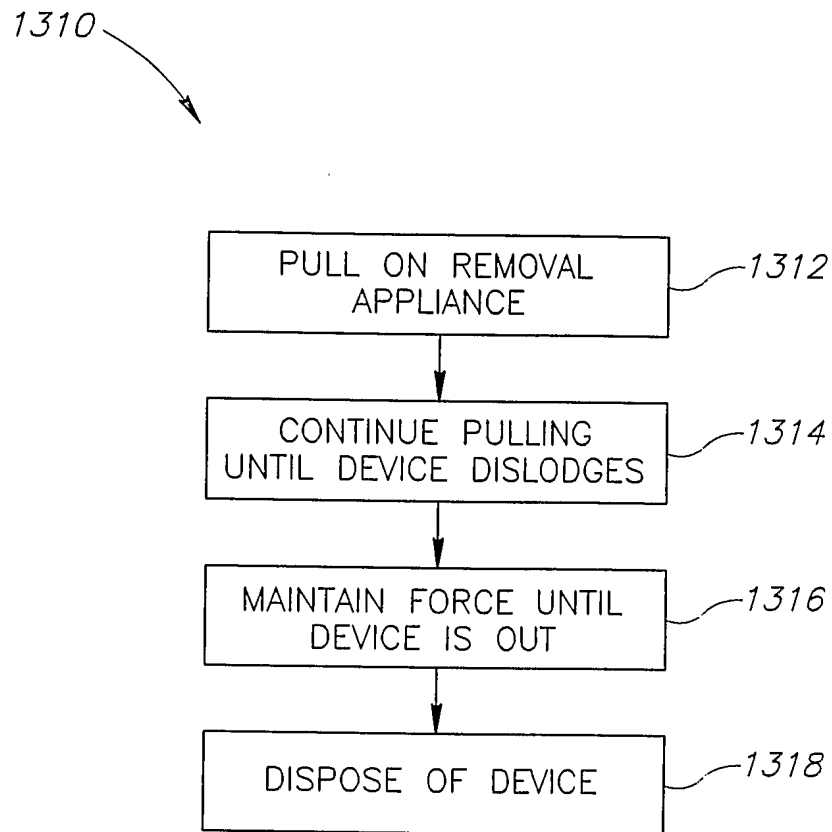 1310
PULL ON REMOVAL
APPLIANCE
1312
CONTINUE PULLING
UNTIL DEVICE DISLODGES
1314
MAINTAIN FORCE UNTIL
DEVICE IS OUT
1316
DISPOSE OF DEVICE
1318